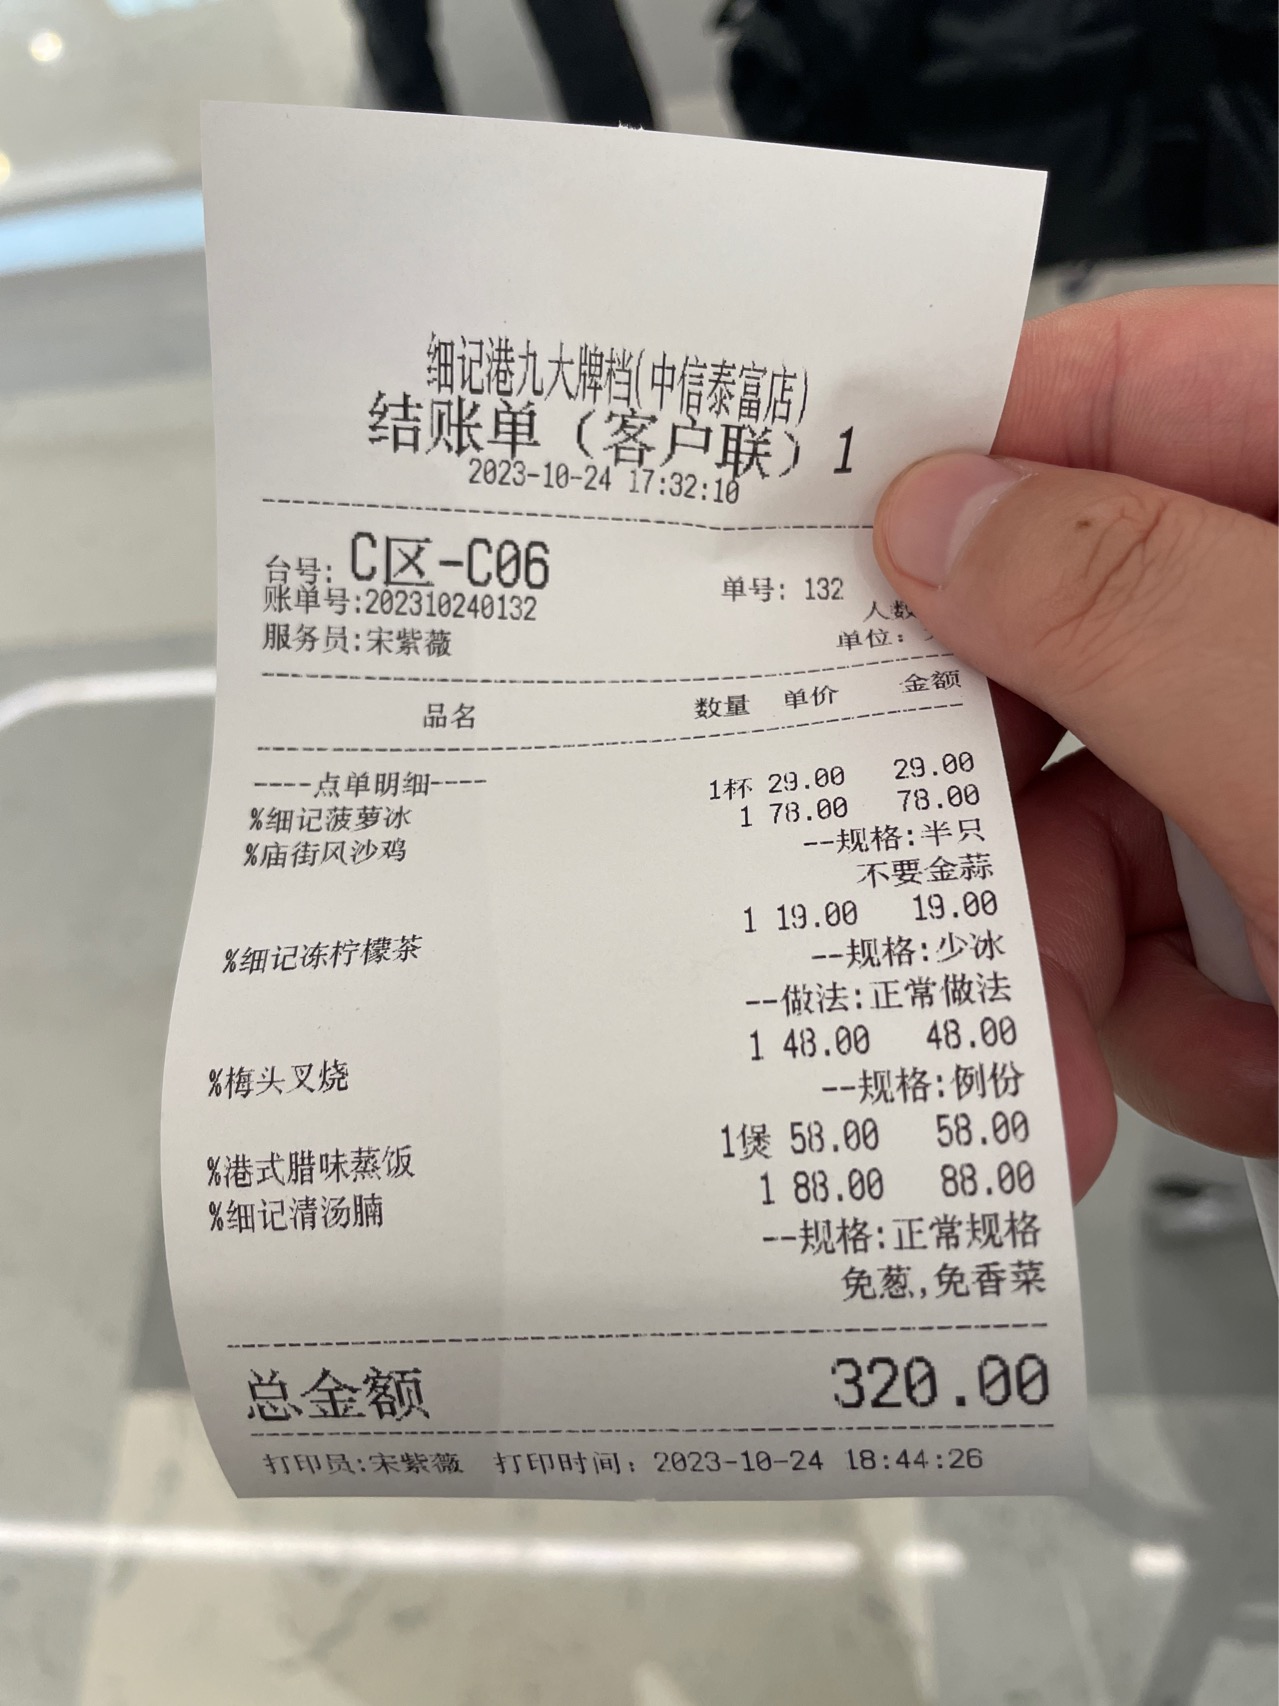 细记港九大牌档(中信泰富店)
结账单（客户联）1
2023-10-24 17:32:10
台号: C区-C06 单号: 132
账单号:202310240132 人数
服务员:宋紫薇 单位:
品名 数量 单价 金额
----点单明细----
%细记菠萝冰 1杯 29.00 29.00
%庙街风沙鸡 1 78.00 78.00
--规格:半只
不要金蒜
%细记冻柠檬茶 1 19.00 19.00
--规格:少冰
--做法:正常做法
%梅头叉烧 1 48.00 48.00
--规格:例份
%港式腊味蒸饭 1煲 58.00 58.00
%细记清汤腩 1 88.00 88.00
--规格:正常规格
免葱,免香菜
总金额 320.00
打印员:宋紫薇 打印时间: 2023-10-24 18:44:26